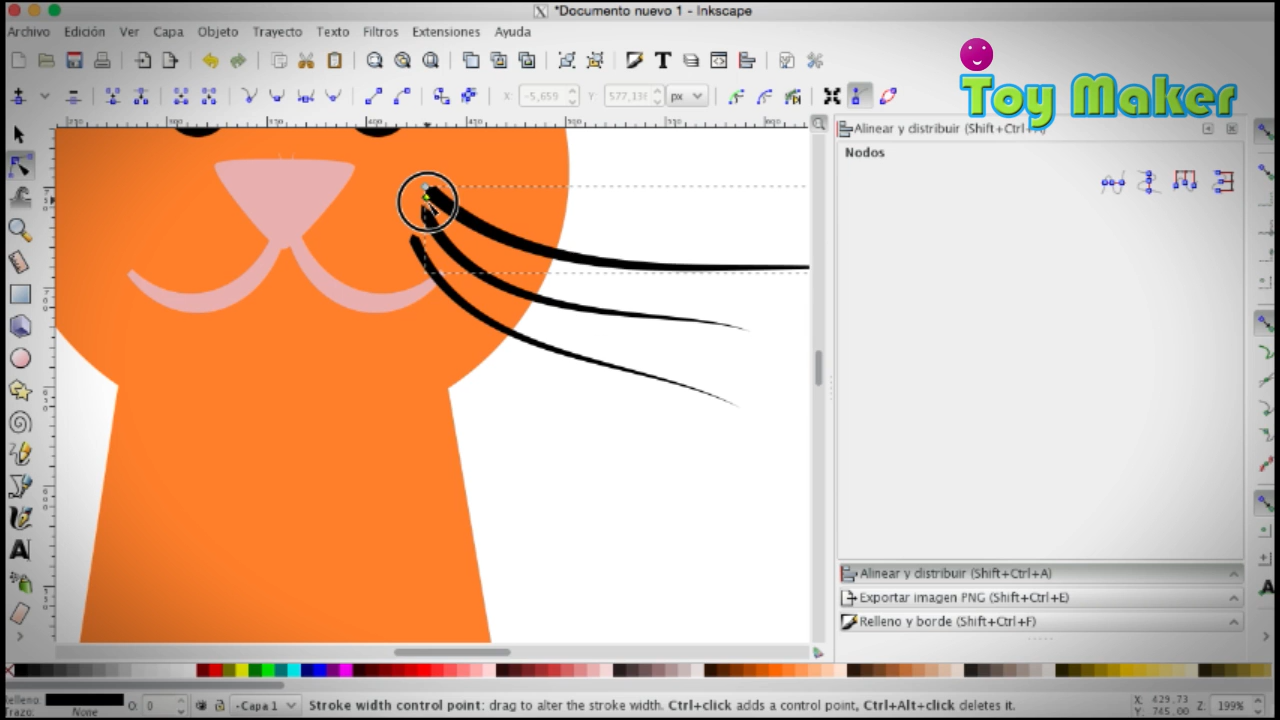 *Documento nuevo 1 - Inkscape
Archivo Edición Ver Capa Objeto Trayecto Texto Filtros Extensiones Ayuda
X: -5,659 Y: px
Toy Maker
Alinear y distribuir (Shift+Ctrl+A)
Nodos
Alinear y distribuir (Shift+Ctrl+A)
Exportar imagen PNG (Shift+Ctrl+E)
Relleno y borde (Shift+Ctrl+F)
Relleno: O: 0 -Capa 1 Stroke width control point: drag to alter the stroke width. Ctrl+click adds a control point, Ctrl+Alt+click deletes it. X: 429,73 Z: 199%
Trazo: None Y: 745,00